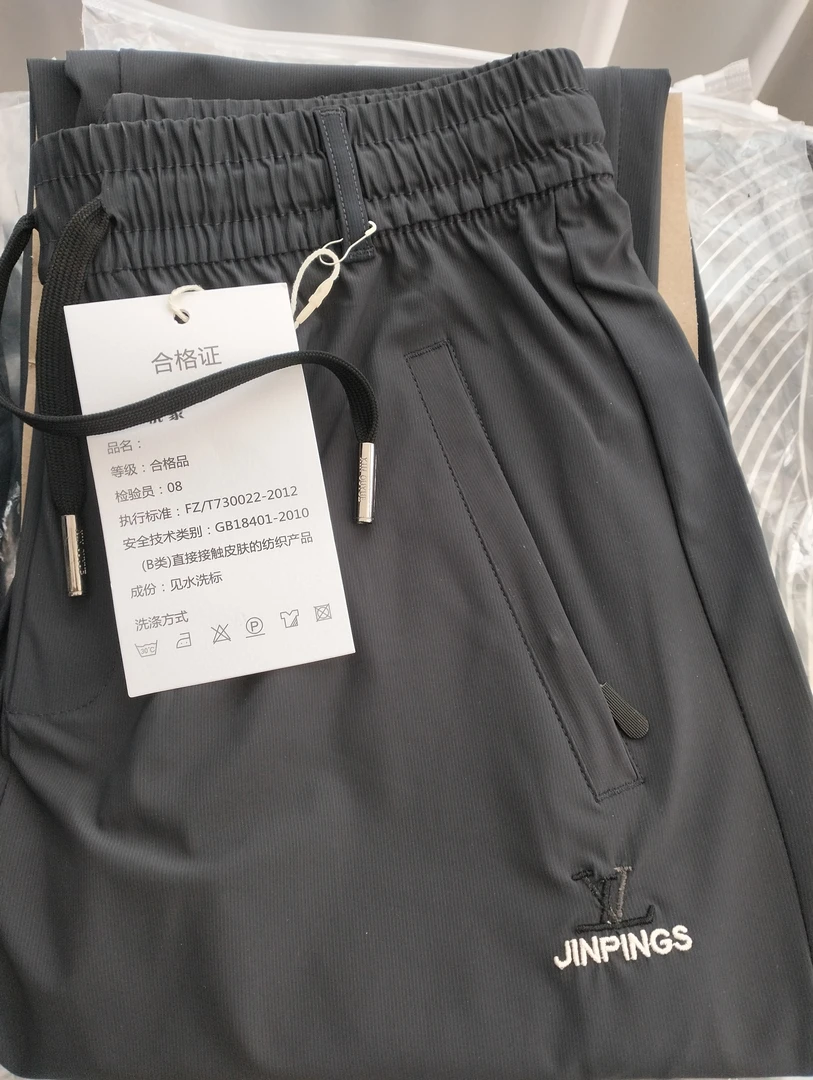 合格证
品名：
等级：合格品
检验员：08
执行标准：FZ/T730022-2012
安全技术类别：GB18401-2010
(B类)直接接触皮肤的纺织产品
成份：见水洗标
洗涤方式
30°C
P
JINPINGS